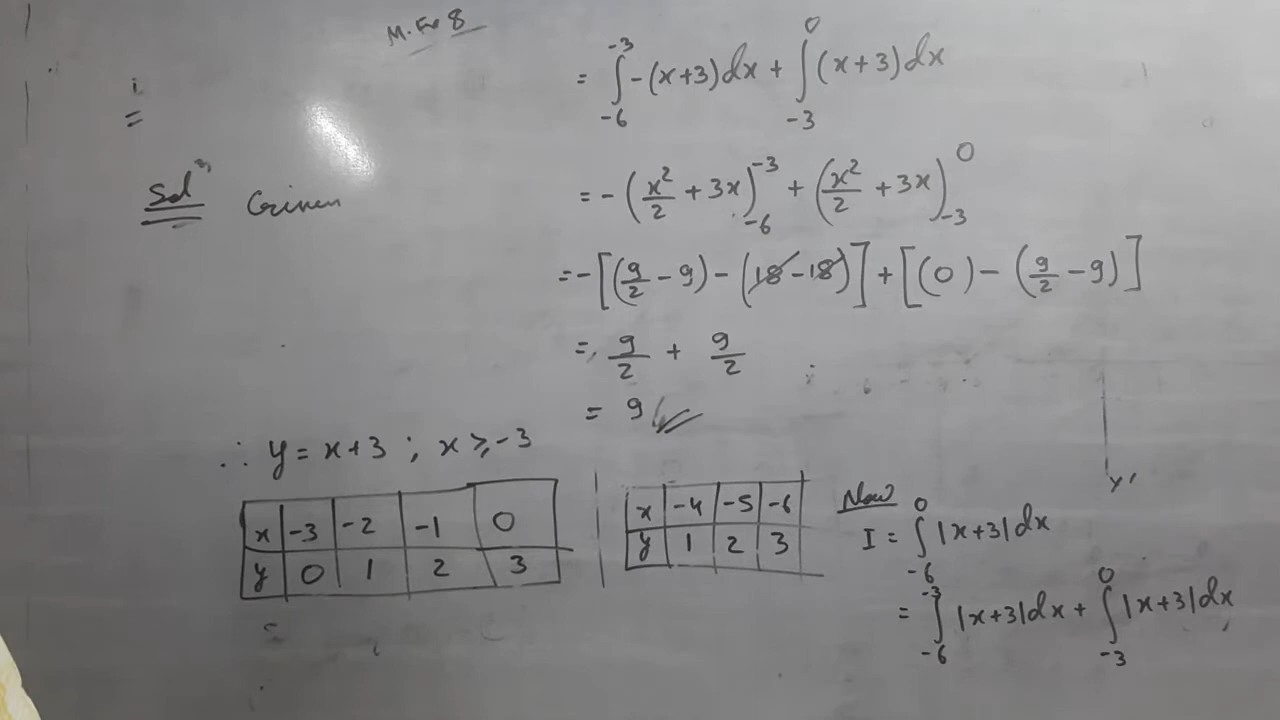 M. Ex 8
i
Solⁿ Given
∴ y = x+3 ; x ≥ -3
x | -3 | -2 | -1 | 0
y | 0 | 1 | 2 | 3
x | -4 | -5 | -6
y | 1 | 2 | 3
y'
Now
I = ∫_{-6}^{0} |x+3| dx
= ∫_{-6}^{-3} |x+3| dx + ∫_{-3}^{0} |x+3| dx
= ∫_{-6}^{-3} -(x+3) dx + ∫_{-3}^{0} (x+3) dx
= - (x²/2 + 3x)_{-6}^{-3} + (x²/2 + 3x)_{-3}^{0}
= - [(9/2 - 9) - (18 - 18)] + [(0) - (9/2 - 9)]
= 9/2 + 9/2
= 9